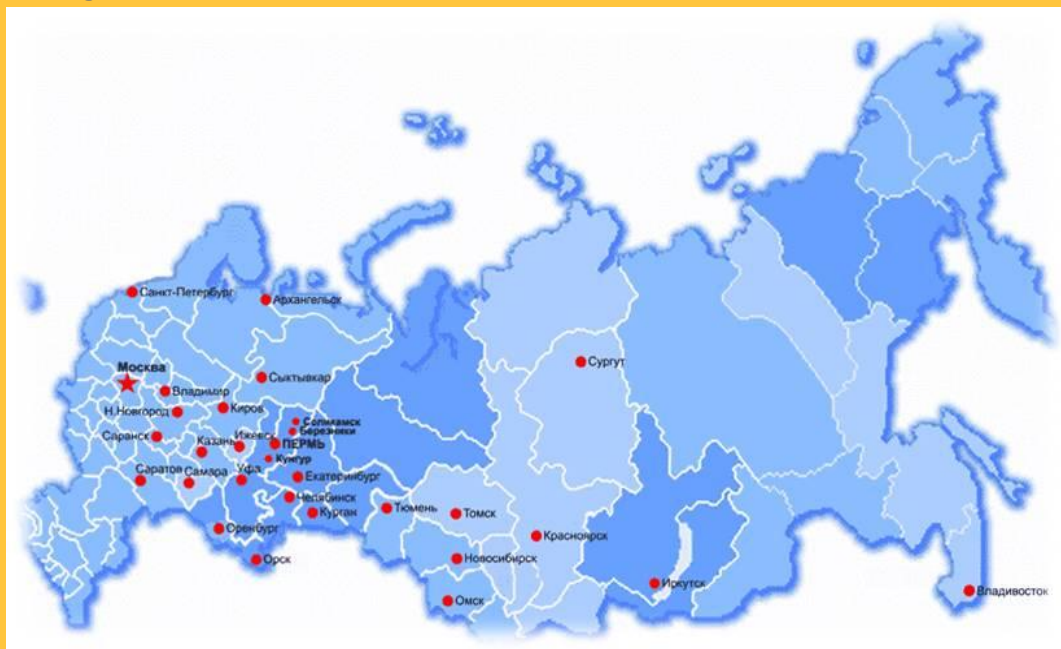 Санкт-Петербург
Архангельск
Сургут
Москва
Сыктывкар
Владимир
Н.Новгород
Киров
Соликамск
Березники
Саранск
Казань
Ижевск
ПЕРМЬ
Кунгур
Саратов
Самара
Уфа
Екатеринбург
Челябинск
Курган
Тюмень
Томск
Оренбург
Красноярск
Орск
Новосибирск
Иркутск
Омск
Владивосток